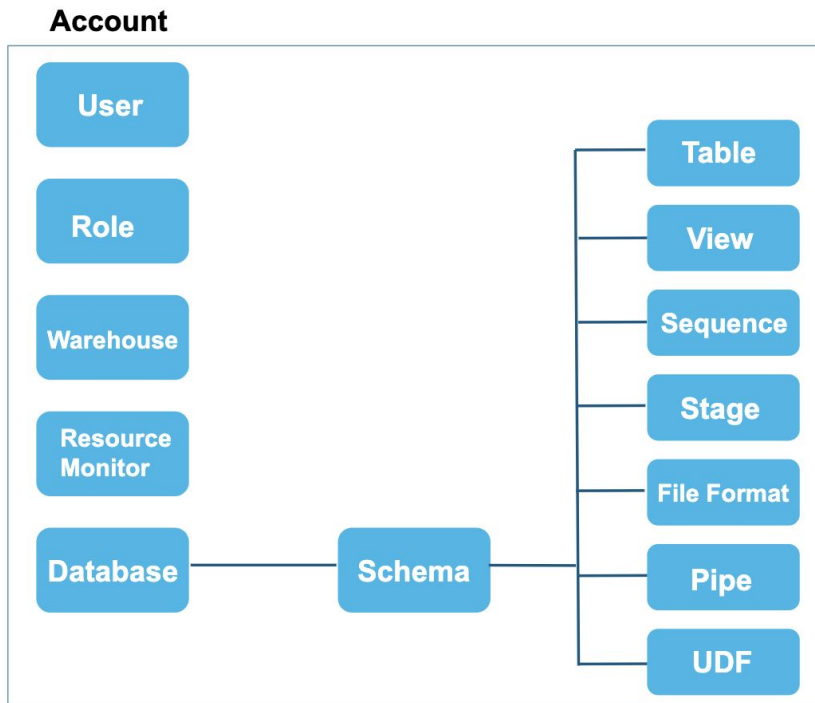 Account
User
Role
Warehouse
Resource
Monitor
Database
Schema
Table
View
Sequence
Stage
File Format
Pipe
UDF